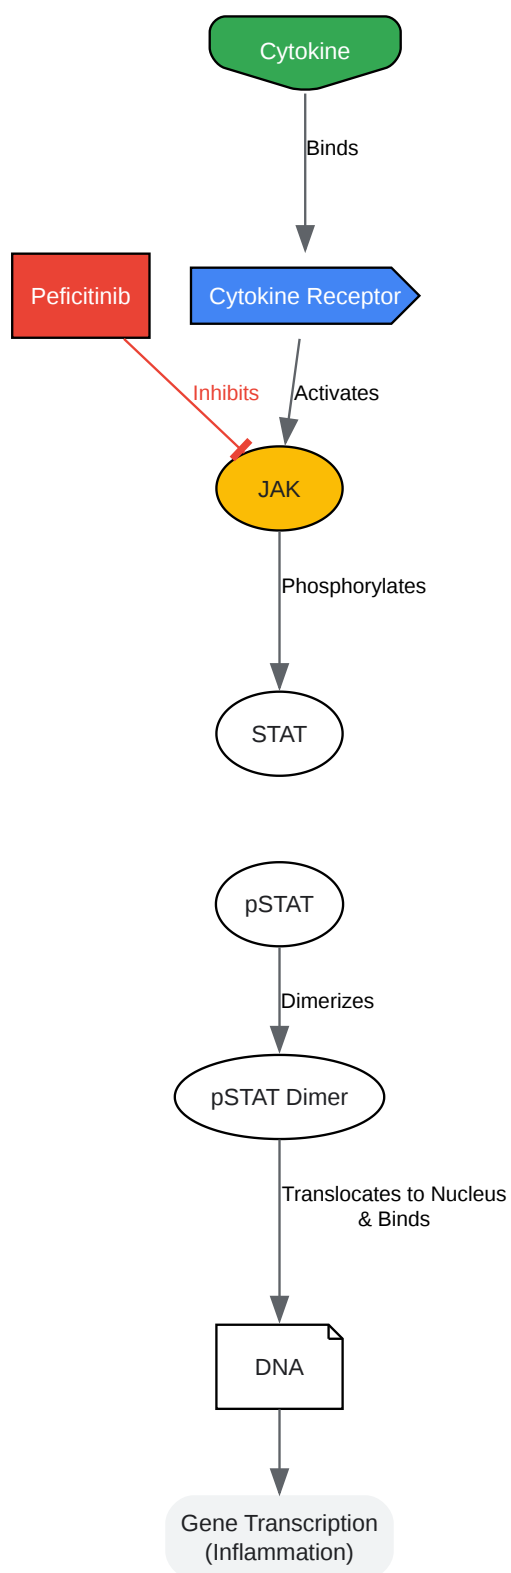 Cytokine
Binds
Peficitinib
Cytokine Receptor
Inhibits
Activates
JAK
Phosphorylates
STAT
pSTAT
Dimerizes
pSTAT Dimer
Translocates to Nucleus
& Binds
DNA
Gene Transcription
(Inflammation)